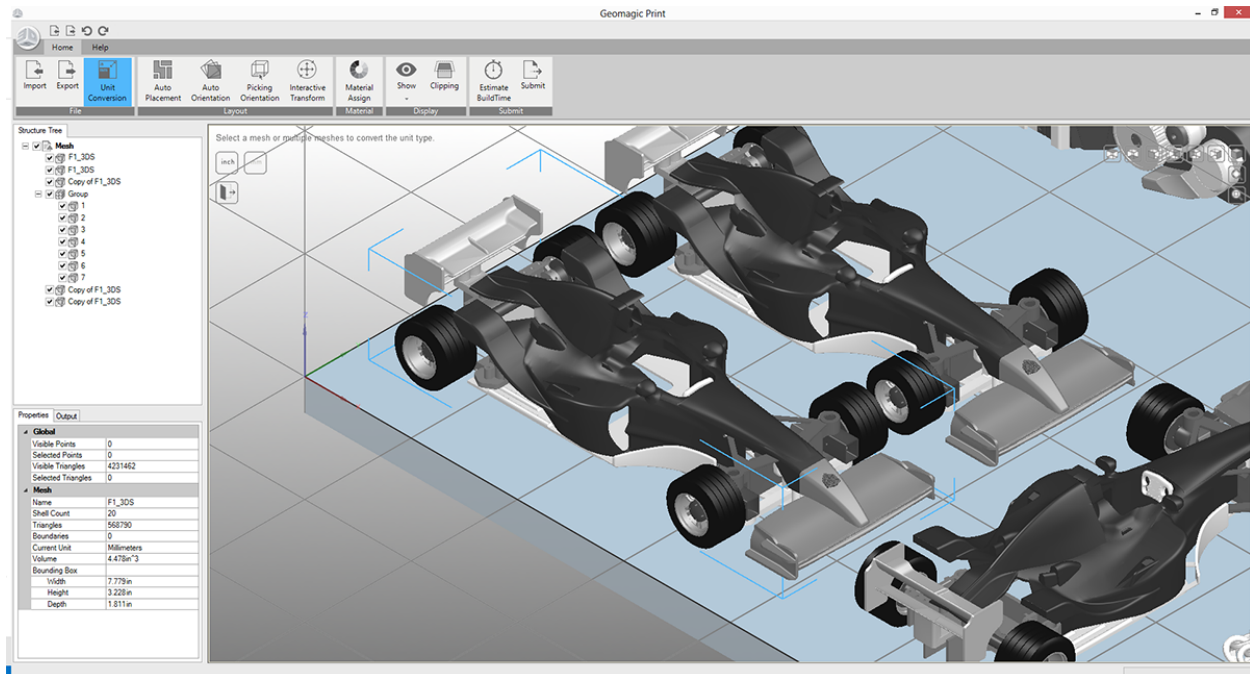 Geomagic Print
Home Help
Import Export Unit Conversion Auto Placement Auto Orientation Picking Orientation Interactive Transform Material Assign Show Clipping Estimate BuildTime Submit
File Layout Material Display Submit
Structure Tree
Select a mesh or multiple meshes to convert the unit type.
Mesh
F1_3DS
inch
F1_3DS
Copy of F1_3DS
Group
1
2
3
4
5
6
7
Copy of F1_3DS
Copy of F1_3DS
Properties Output
Global
Visible Points 0
Selected Points 0
Visible Triangles 4231462
Selected Triangles 0
Mesh
Name F1_3DS
Shell Count 20
Triangles 568790
Boundaries 0
Current Unit Millimeters
Volume 4.478in^3
Bounding Box
Width 7.779in
Height 3.228in
Depth 1.811in